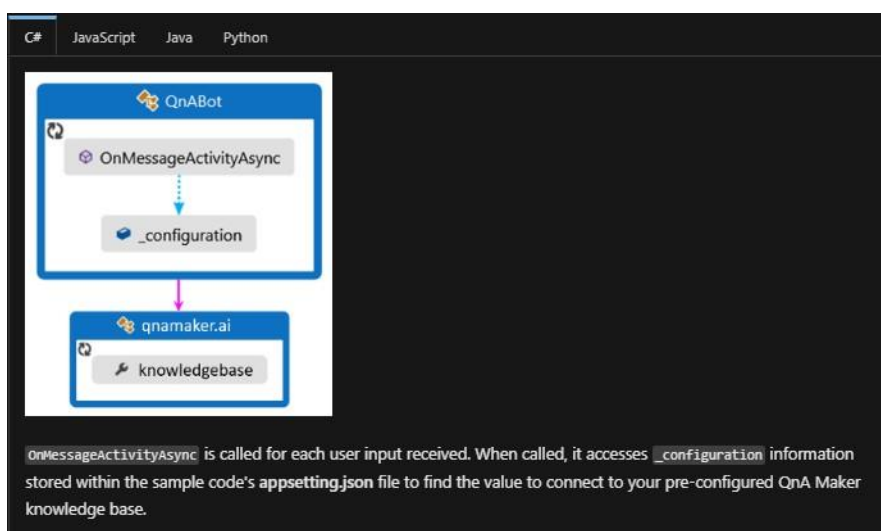 C# JavaScript Java Python
QnABot
OnMessageActivityAsync
_configuration
qnamaker.ai
knowledgebase
OnMessageActivityAsync is called for each user input received. When called, it accesses _configuration information
stored within the sample code's appsetting.json file to find the value to connect to your pre-configured QnA Maker
knowledge base.